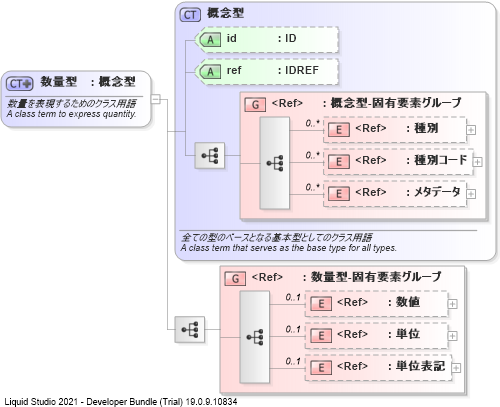 CT 概念型
A id : ID
A ref : IDREF
CT 数量型 : 概念型
数量を表現するためのクラス用語
A class term to express quantity.
G <Ref> : 概念型-固有要素グループ
0..*
E <Ref> : 種別
0..*
E <Ref> : 種別コード
0..*
E <Ref> : メタデータ
全ての型のベースとなる基本型としてのクラス用語
A class term that serves as the base type for all types.
G <Ref> : 数量型-固有要素グループ
0..1
E <Ref> : 数値
0..1
E <Ref> : 単位
0..1
E <Ref> : 単位表記
Liquid Studio 2021 - Developer Bundle (Trial) 19.0.9.10834